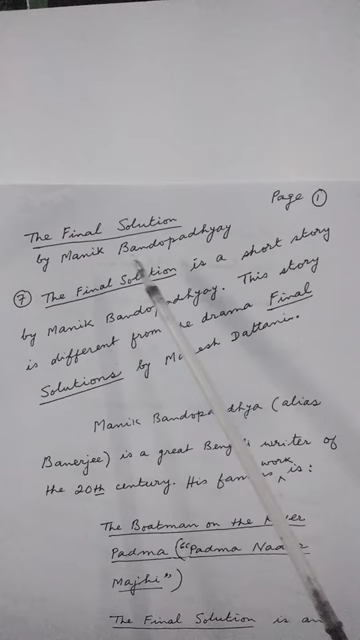 Page ①
The Final Solution
by Manik Bandopadhyay
⑦ The Final Solution is a short story
by Manik Bandopadhyay. This story
is different from the drama Final
Solutions by Mahesh Dattani.
Manik Bandopadhya (alias
Banerjee) is a great Bengali writer of
the 20th century. His famous work is:
The Boatman on the River
Padma ("Padma Nadir
Majhi")
The Final Solution is an